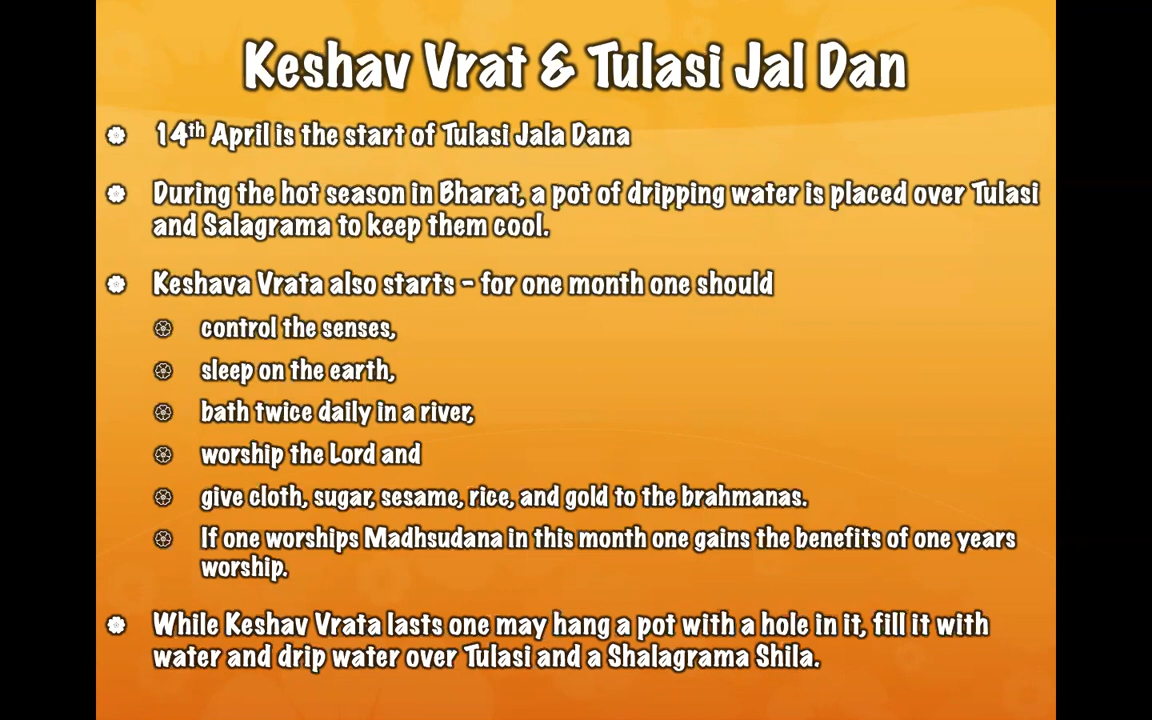 Keshav Vrat & Tulasi Jal Dan
14th April is the start of Tulasi Jala Dana
During the hot season in Bharat, a pot of dripping water is placed over Tulasi
and Salagrama to keep them cool.
Keshava Vrata also starts - for one month one should
control the senses,
sleep on the earth,
bath twice daily in a river,
worship the Lord and
give cloth, sugar, sesame, rice, and gold to the brahmanas.
If one worships Madhsudana in this month one gains the benefits of one years
worship.
While Keshav Vrata lasts one may hang a pot with a hole in it, fill it with
water and drip water over Tulasi and a Shalagrama Shila.